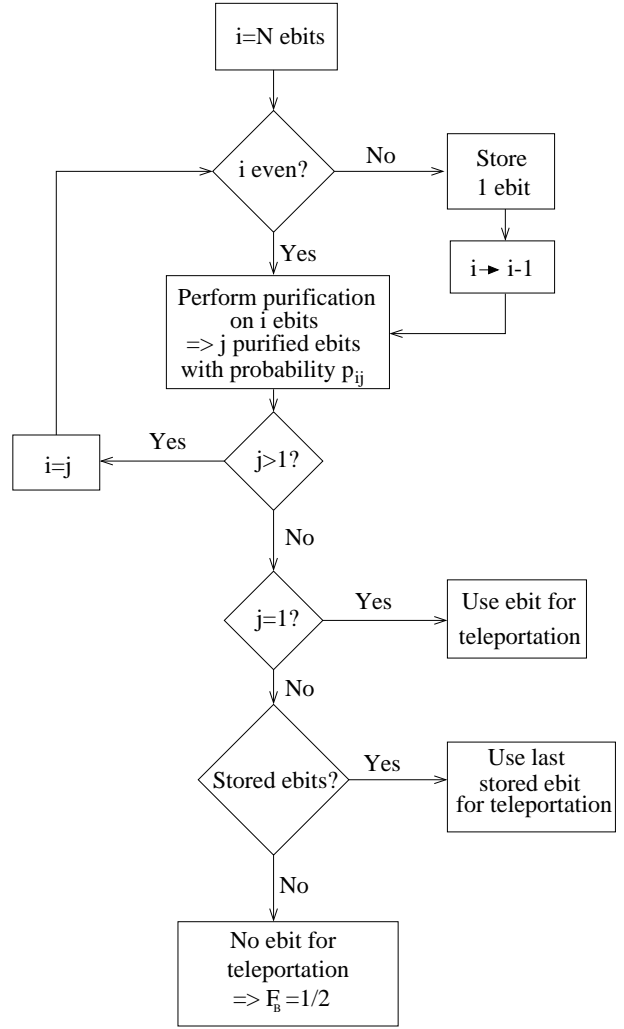 i=N ebits
i even?
No
Store
1 ebit
i → i-1
Yes
Perform purification
on i ebits
=> j purified ebits
with probability p_ij
Yes
i=j
j>1?
No
j=1?
Yes
Use ebit for
teleportation
No
Stored ebits?
Yes
Use last
stored ebit
for teleportation
No
No ebit for
teleportation
=> F_B =1/2